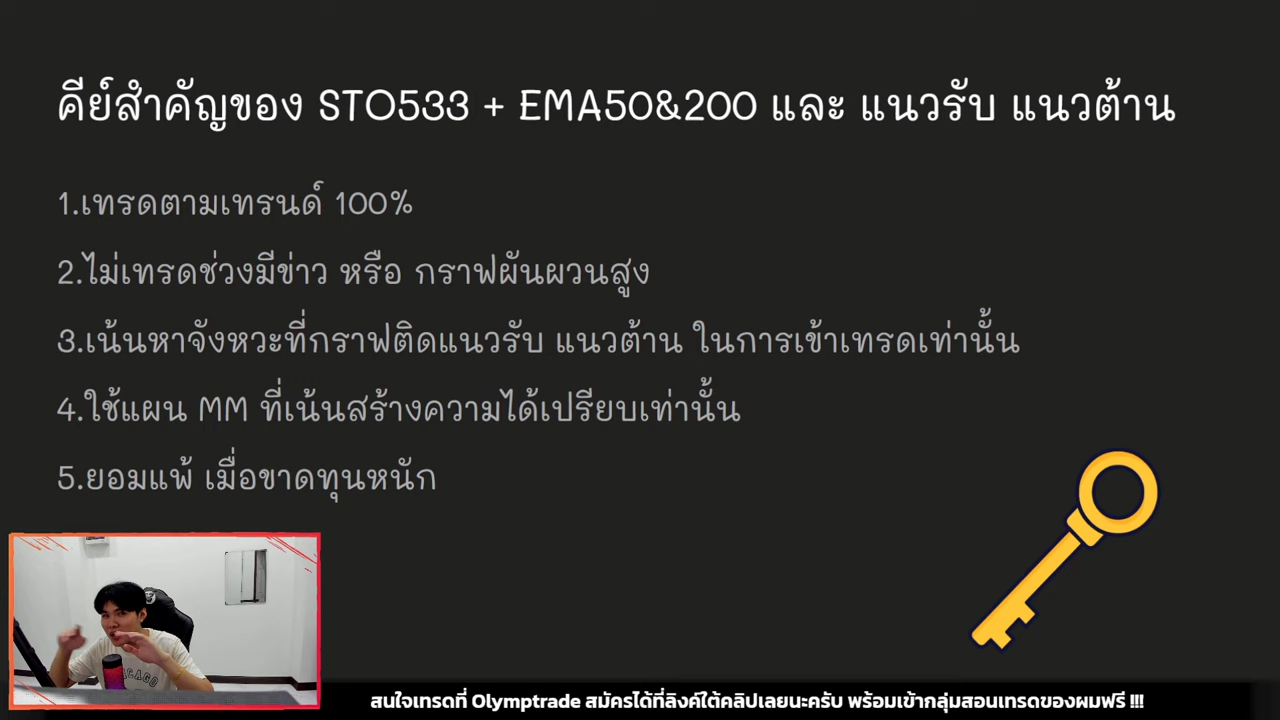 คีย์สำคัญของ STO533 + EMA50&200 และ แนวรับ แนวต้าน
1.เทรดตามเทรนด์ 100%
2.ไม่เทรดช่วงมีข่าว หรือ กราฟผันผวนสูง
3.เน้นหาจังหวะที่กราฟติดแนวรับ แนวต้าน ในการเข้าเทรดเท่านั้น
4.ใช้แผน MM ที่เน้นสร้างความได้เปรียบเท่านั้น
5.ยอมแพ้ เมื่อขาดทุนหนัก
CHICAGO
สนใจเทรดที่ Olymptrade สมัครได้ที่ลิงค์ใต้คลิปเลยนะครับ พร้อมเข้ากลุ่มสอนเทรดของผมฟรี !!!